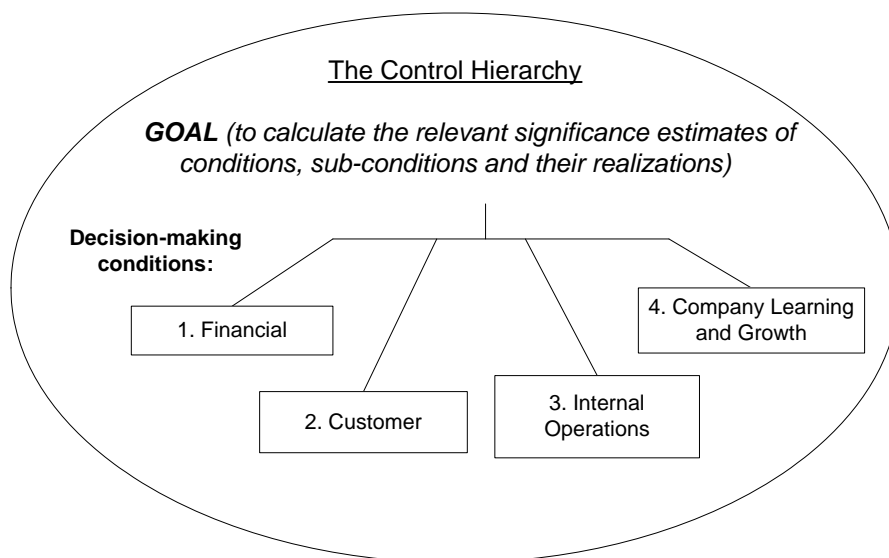 The Control Hierarchy
GOAL (to calculate the relevant significance estimates of
conditions, sub-conditions and their realizations)
Decision-making
conditions:
1. Financial
2. Customer
3. Internal
Operations
4. Company Learning
and Growth